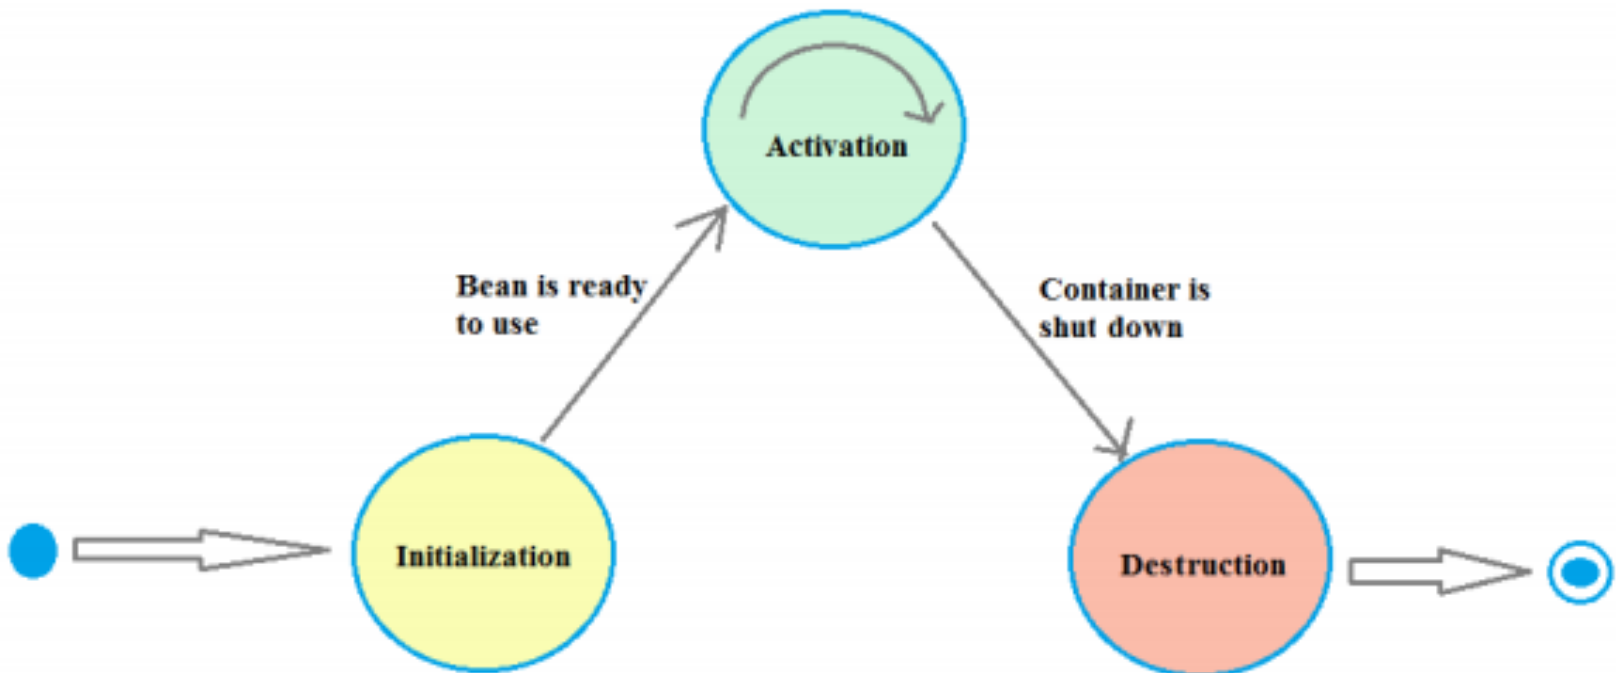 Activation
Bean is ready
to use
Container is
shut down
Initialization
Destruction